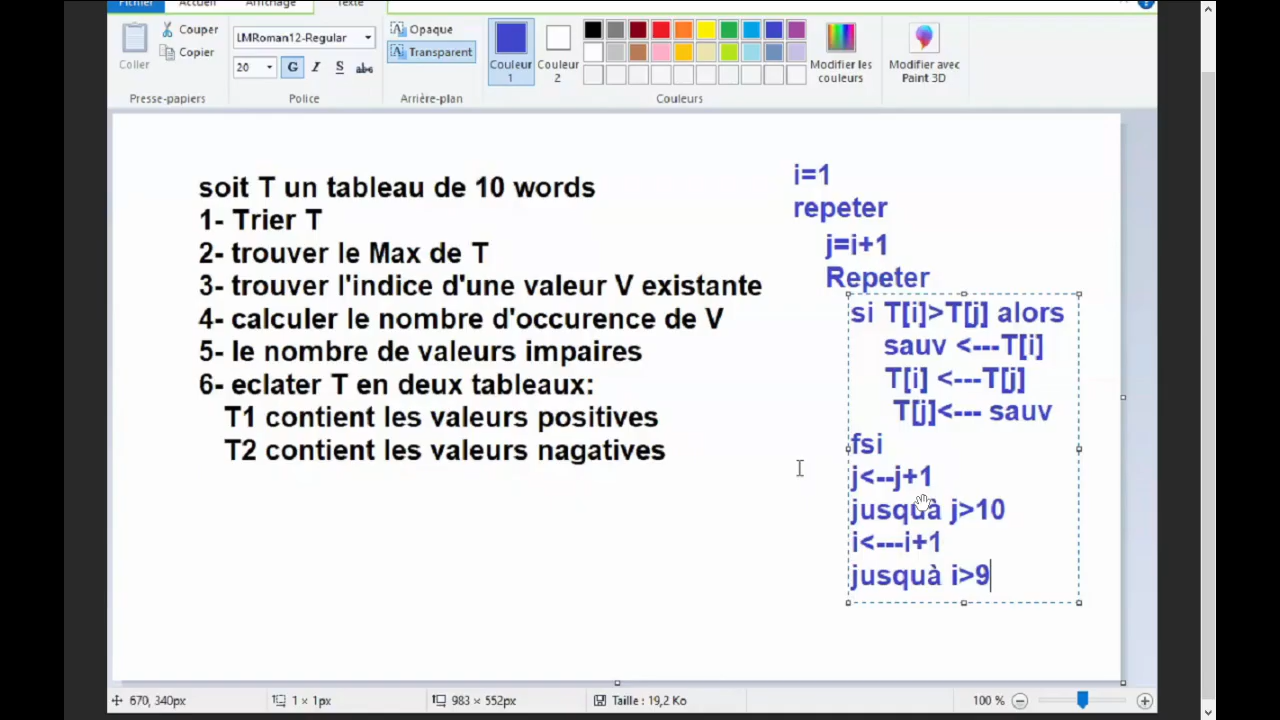 Fichier Accueil Affichage Texte
Coller
Couper
Copier
Presse-papiers
LMRoman12-Regular
20 G I S abc
Police
Opaque
Transparent
Arrière-plan
Couleur
1
Couleur
2
Couleurs
Modifier les
couleurs
Modifier avec
Paint 3D
soit T un tableau de 10 words
1- Trier T
2- trouver le Max de T
3- trouver l'indice d'une valeur V existante
4- calculer le nombre d'occurence de V
5- le nombre de valeurs impaires
6- eclater T en deux tableaux:
T1 contient les valeurs positives
T2 contient les valeurs nagatives
i=1
repeter
j=i+1
Repeter
si T[i]>T[j] alors
sauv <---T[i]
T[i] <---T[j]
T[j]<--- sauv
fsi
j<--j+1
jusquà j>10
i<---i+1
jusquà i>9
670, 340px
1 × 1px
983 × 552px
Taille : 19,2 Ko
100 %